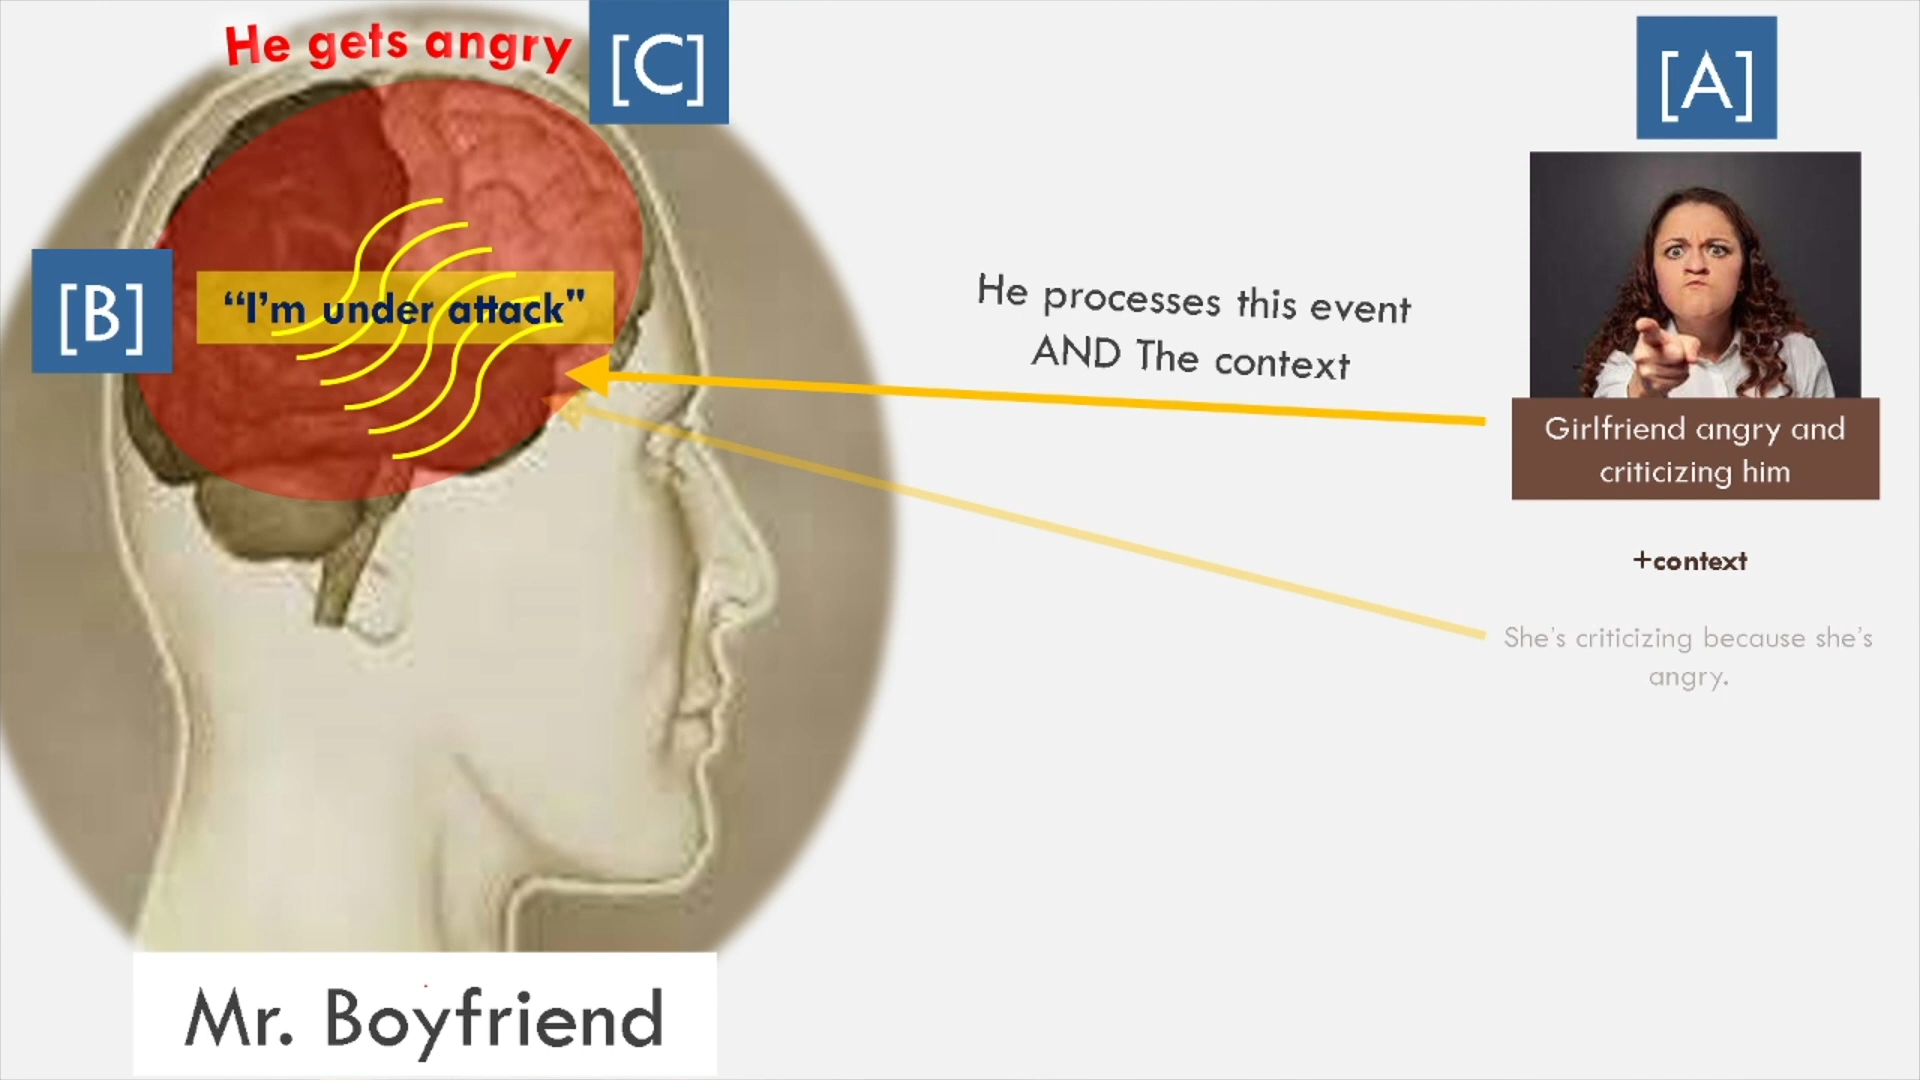 He gets angry
[C]
[A]
[B]
“I'm under attack"
He processes this event
AND The context
Girlfriend angry and
criticizing him
+context
She's criticizing because she's
angry.
Mr. Boyfriend